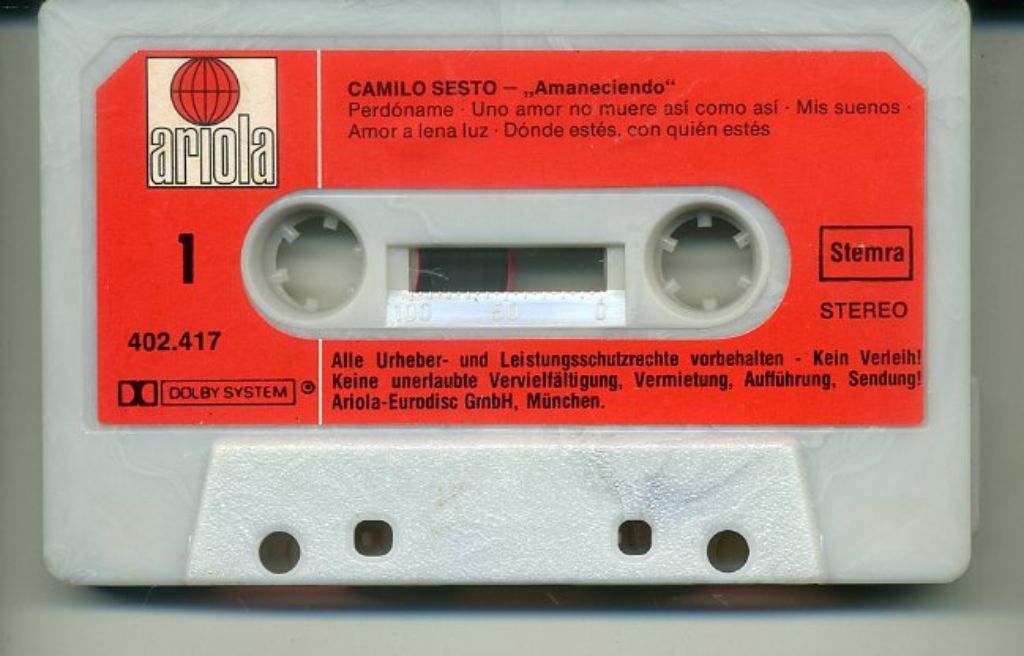 ariola
CAMILO SESTO – „Amaneciendo“
Perdóname · Uno amor no muere así como así · Mis suenos ·
Amor a lena luz · Dónde estés, con quién estés
1
Stemra
STEREO
402.417
DOLBY SYSTEM
100 50 0
Alle Urheber- und Leistungsschutzrechte vorbehalten - Kein Verleih!
Keine unerlaubte Vervielfältigung, Vermietung, Aufführung, Sendung!
Ariola-Eurodisc GmbH, München.